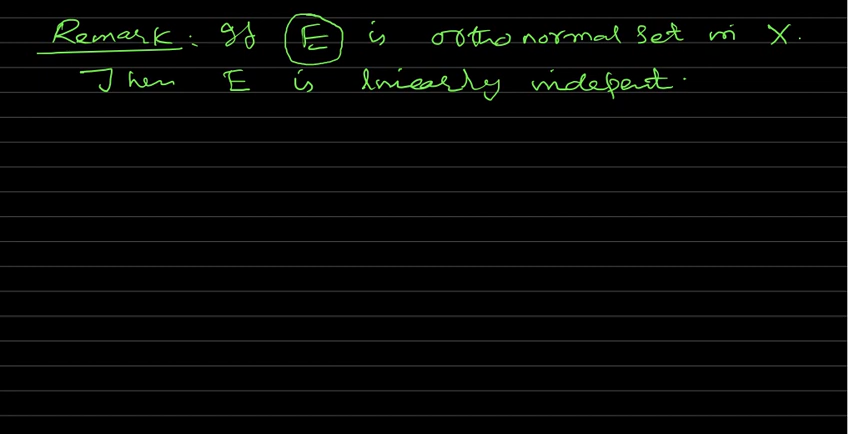 Remark: If E is orthonormal set in X.
Then E is linearly indepent.